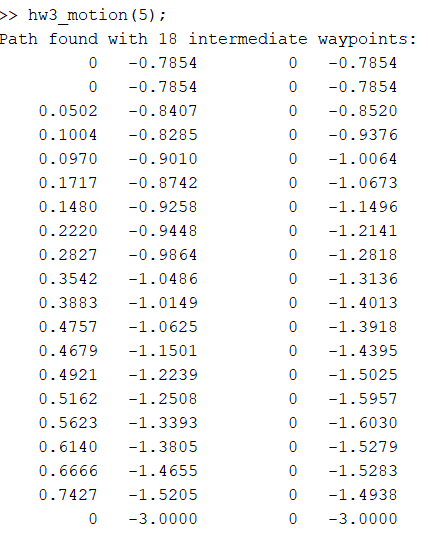 >> hw3_motion(5);
Path found with 18 intermediate waypoints:
0 -0.7854 0 -0.7854
0 -0.7854 0 -0.7854
0.0502 -0.8407 0 -0.8520
0.1004 -0.8285 0 -0.9376
0.0970 -0.9010 0 -1.0064
0.1717 -0.8742 0 -1.0673
0.1480 -0.9258 0 -1.1496
0.2220 -0.9448 0 -1.2141
0.2827 -0.9864 0 -1.2818
0.3542 -1.0486 0 -1.3136
0.3883 -1.0149 0 -1.4013
0.4757 -1.0625 0 -1.3918
0.4679 -1.1501 0 -1.4395
0.4921 -1.2239 0 -1.5025
0.5162 -1.2508 0 -1.5957
0.5623 -1.3393 0 -1.6030
0.6140 -1.3805 0 -1.5279
0.6666 -1.4655 0 -1.5283
0.7427 -1.5205 0 -1.4938
0 -3.0000 0 -3.0000